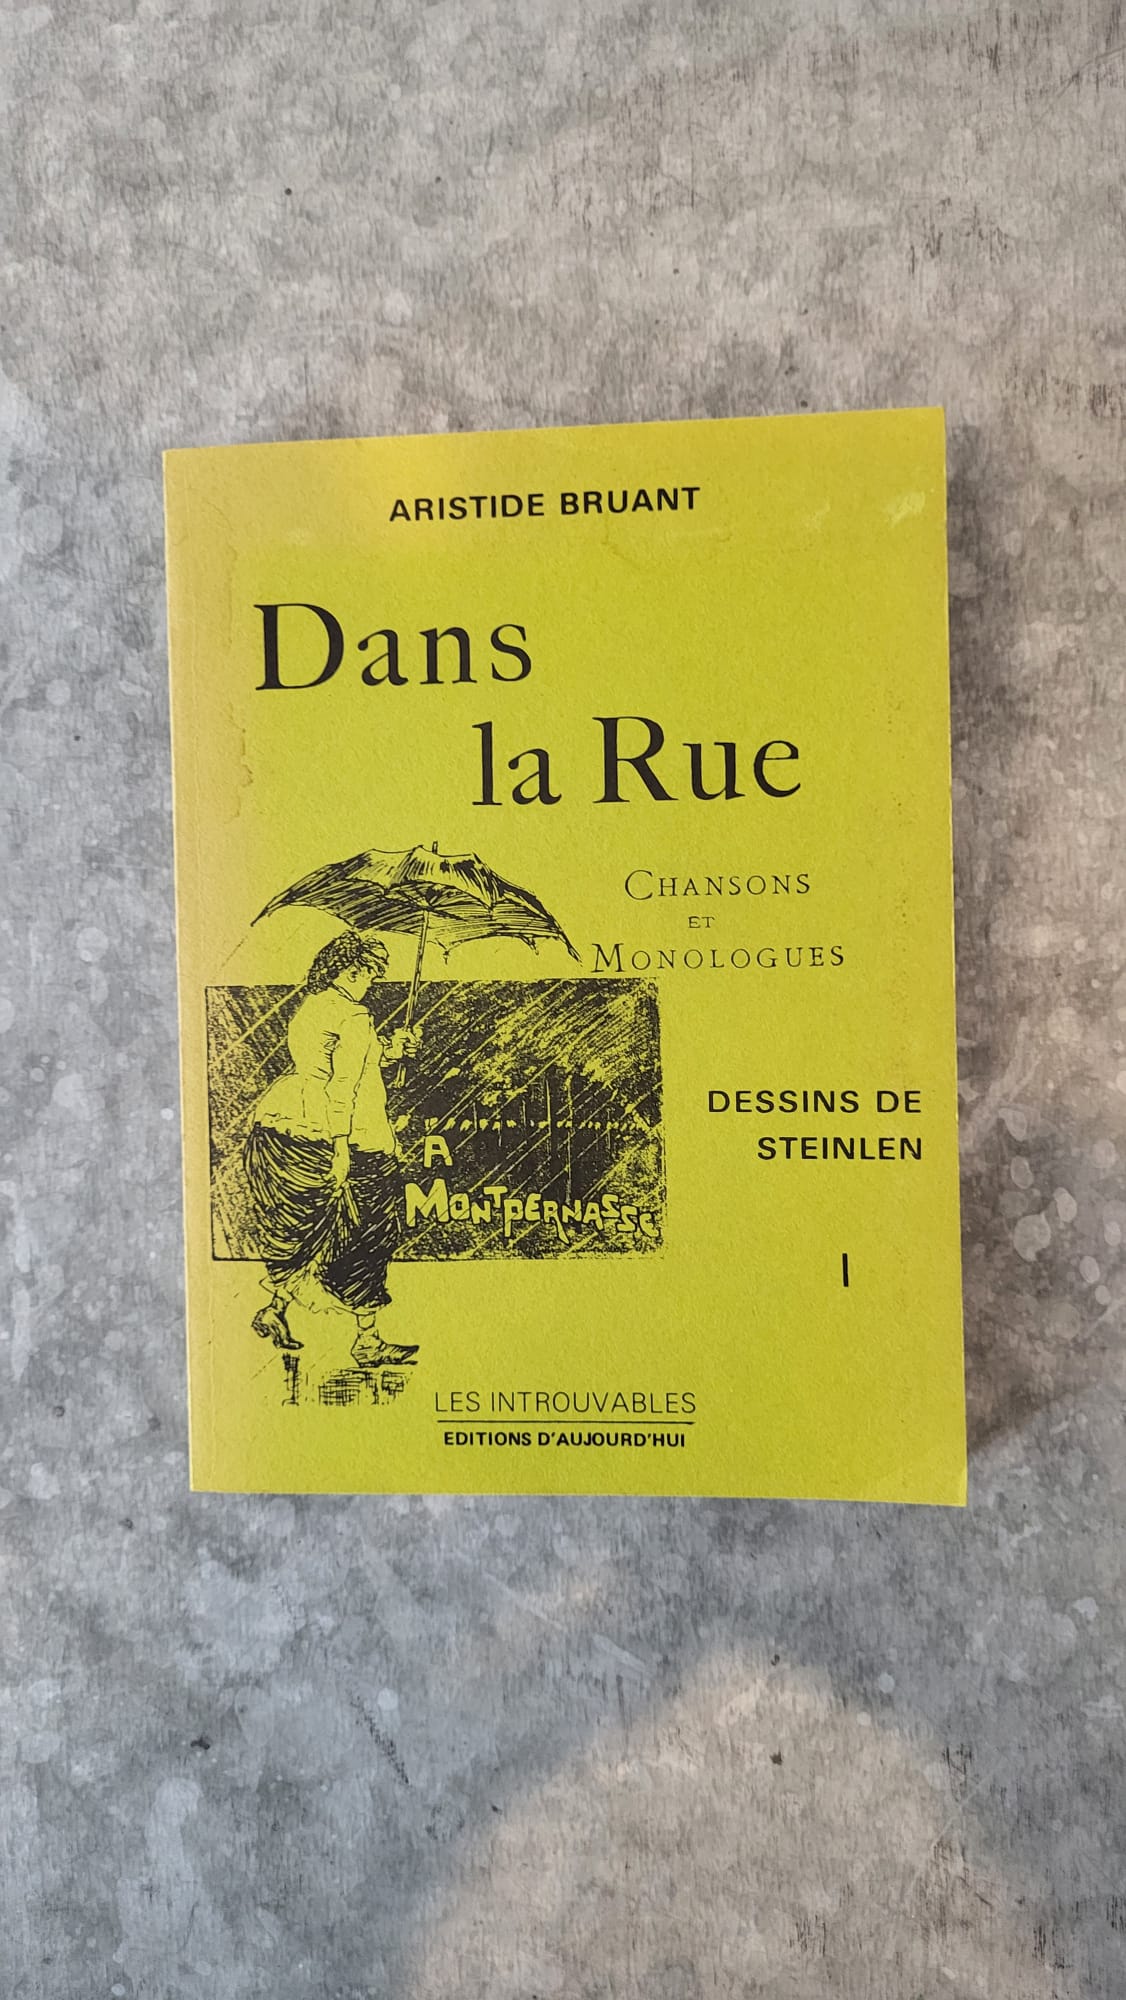 ARISTIDE BRUANT
Dans
la Rue
CHANSONS
ET
MONOLOGUES
A
MONTPERNASSE
DESSINS DE
STEINLEN
I
LES INTROUVABLES
EDITIONS D'AUJOURD'HUI